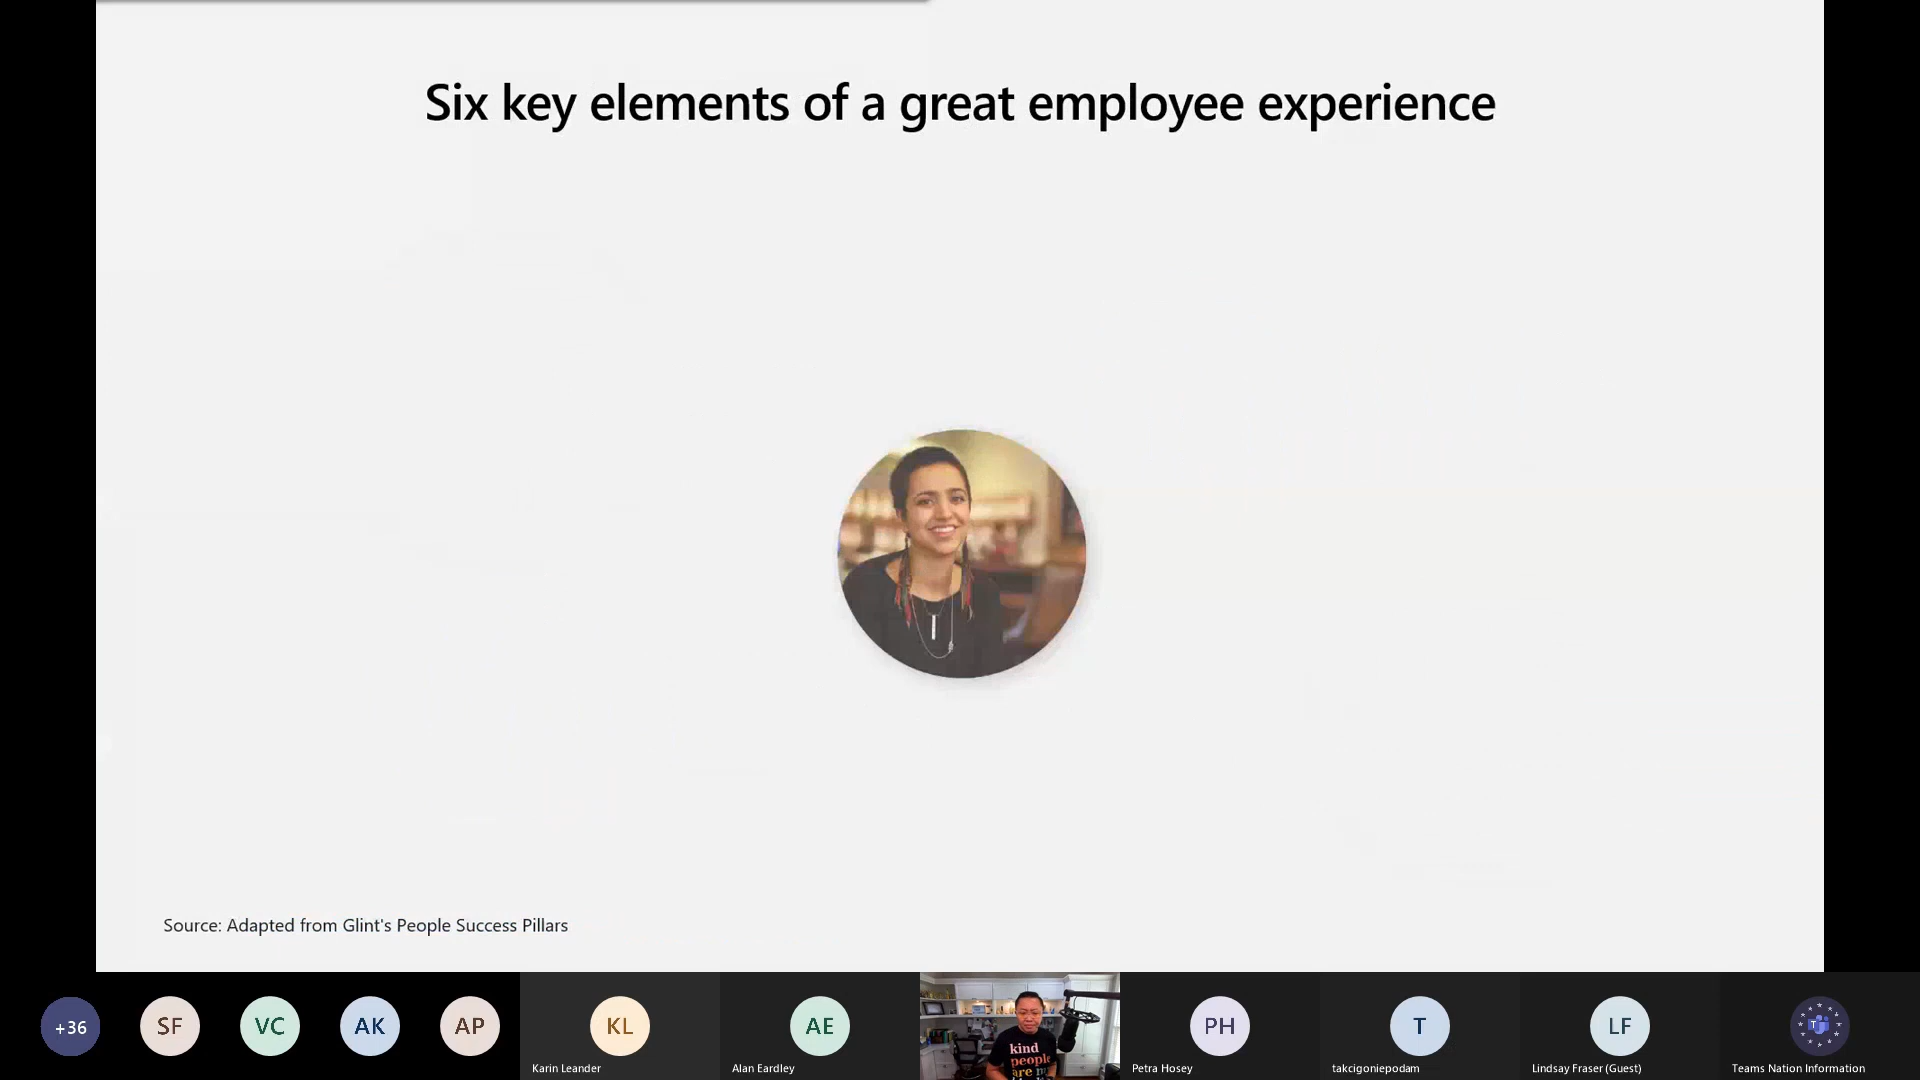 Six key elements of a great employee experience
Source: Adapted from Glint's People Success Pillars
+36
SF
VC
AK
AP
KL
Karin Leander
AE
Alan Eardley
kind
people
are my
PH
Petra Hosey
T
takcigoniepodam
LF
Lindsay Fraser (Guest)
T
Teams Nation Information